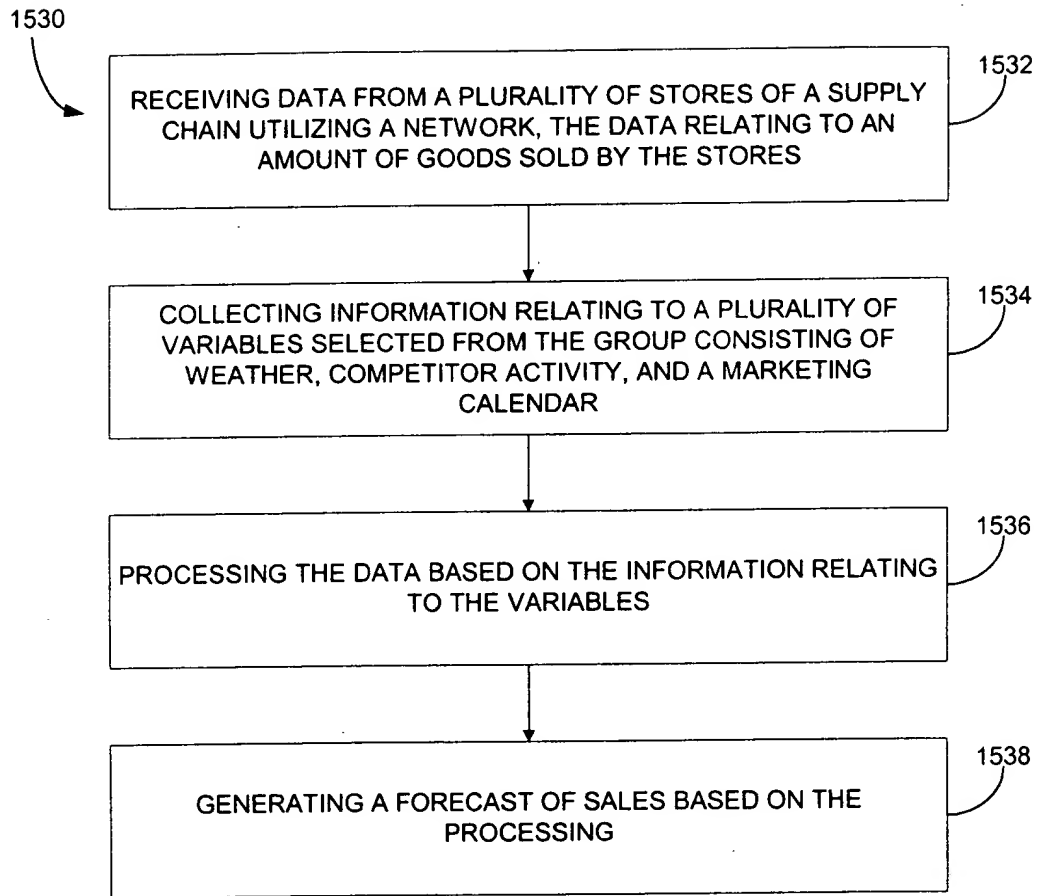 1530
1532
RECEIVING DATA FROM A PLURALITY OF STORES OF A SUPPLY
CHAIN UTILIZING A NETWORK, THE DATA RELATING TO AN
AMOUNT OF GOODS SOLD BY THE STORES
1534
COLLECTING INFORMATION RELATING TO A PLURALITY OF
VARIABLES SELECTED FROM THE GROUP CONSISTING OF
WEATHER, COMPETITOR ACTIVITY, AND A MARKETING
CALENDAR
1536
PROCESSING THE DATA BASED ON THE INFORMATION RELATING
TO THE VARIABLES
1538
GENERATING A FORECAST OF SALES BASED ON THE
PROCESSING